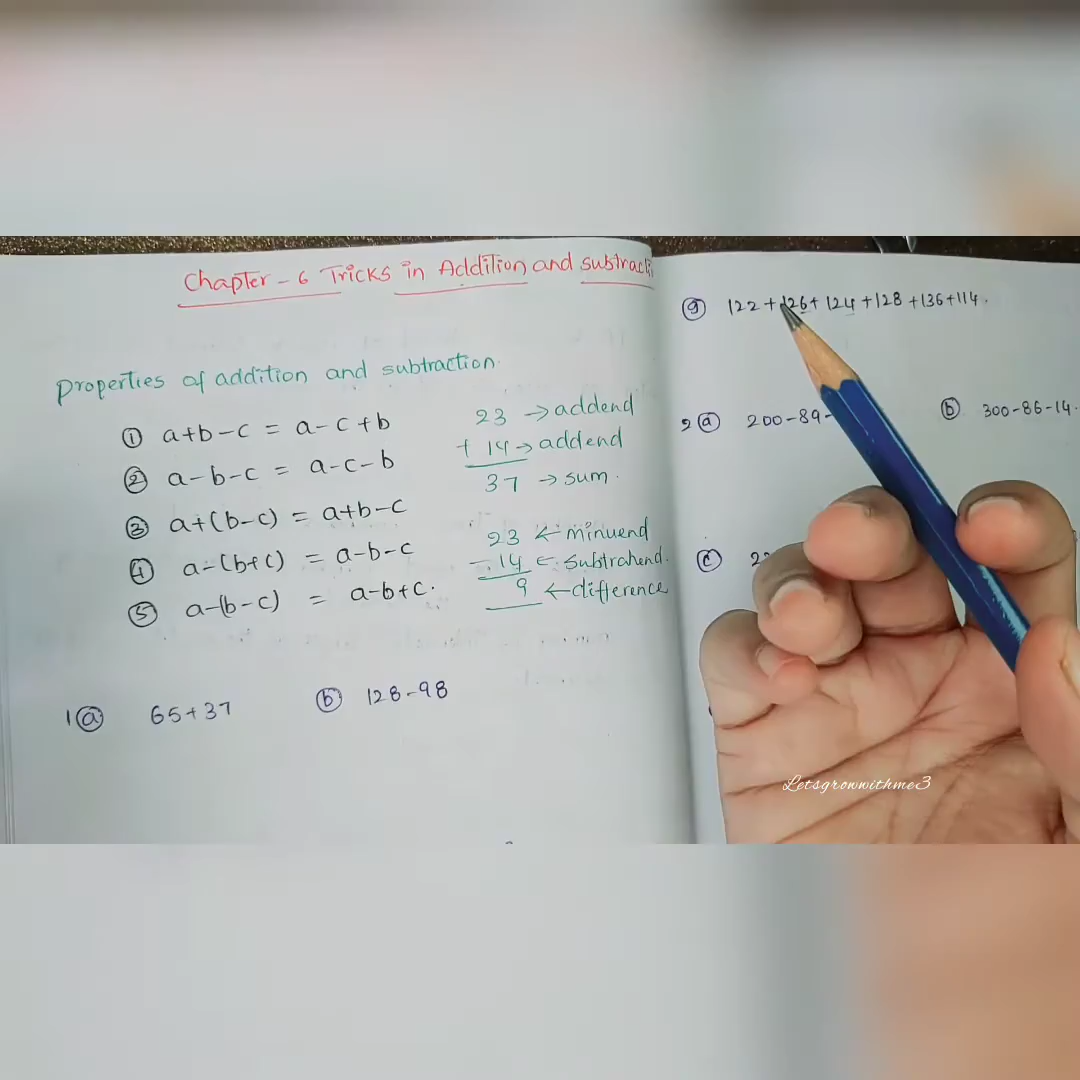 Chapter - 6 Tricks in Addition and subtracti
Properties of addition and subtraction.
① a+b-c = a-c+b
② a-b-c = a-c-b
③ a+(b-c) = a+b-c
④ a-(b+c) = a-b-c
⑤ a-(b-c) = a-b+c.
23 → addend
+ 14 → addend
37 → sum.
23 ← minuend
- 14 ← subtrahend.
9 ← difference
1 ⓐ 65+37
ⓑ 128-98
⑨ 122+126+124+128+136+114.
2 ⓐ 200-89-
ⓑ 300-86-14.
ⓒ
Letsgrowwithme3